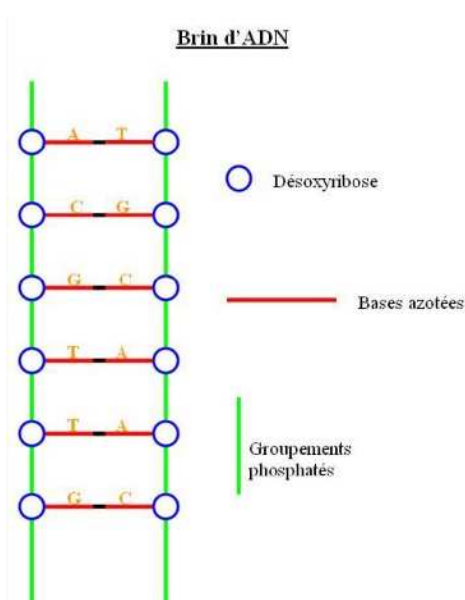 Brin d'ADN
A T
C G
G C
T A
T A
G C
Désoxyribose
Bases azotées
Groupements
phosphatés